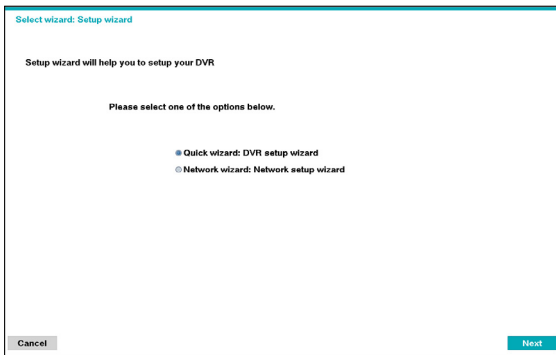 Select wizard: Setup wizard
Setup wizard will help you to setup your DVR
Please select one of the options below.
Quick wizard: DVR setup wizard
Network wizard: Network setup wizard
Cancel
Next